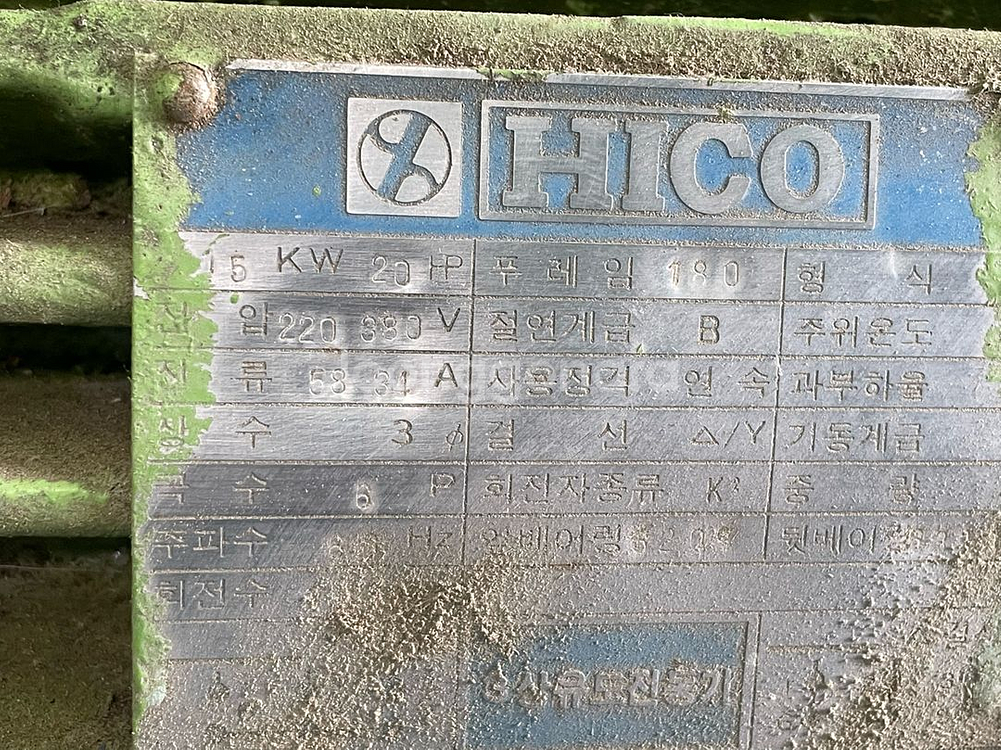 HICO
15 KW 20 HP 푸레임 180 형 식
전 압 220 380 V 절연계급 B 주위온도
류 58 34 A 사용정격 연 속 과부하율
상 수 3 ø 결 선 △/Y 기동계급
극 수 6 P 회전자종류 K² 중 량
주파수 Hz 앞베어링 뒷베어
회전수
3상유도전동기